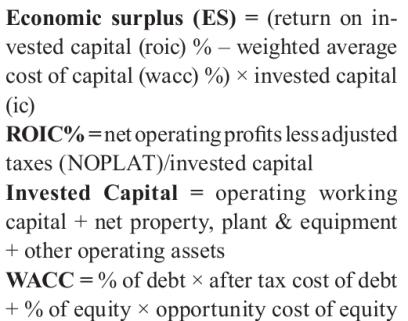 Economic surplus (ES) = (return on in-
vested capital (roic) % – weighted average
cost of capital (wacc) %) × invested capital
(ic)
ROIC% = net operating profits less adjusted
taxes (NOPLAT)/invested capital
Invested Capital = operating working
capital + net property, plant & equipment
+ other operating assets
WACC = % of debt × after tax cost of debt
+ % of equity × opportunity cost of equity